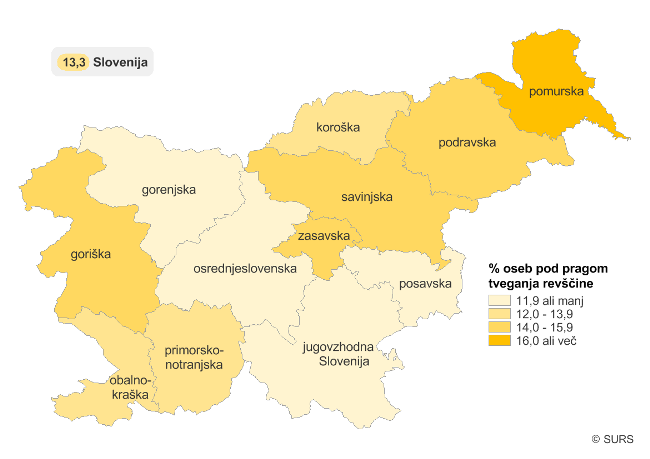 13,3 Slovenija
pomurska
koroška
podravska
gorenjska
savinjska
zasavska
goriška
osrednjeslovenska
posavska
% oseb pod pragom
tveganja revščine
11,9 ali manj
12,0 - 13,9
14,0 - 15,9
16,0 ali več
primorsko-
notranjska
jugovzhodna
Slovenija
obalno-
kraška
© SURS